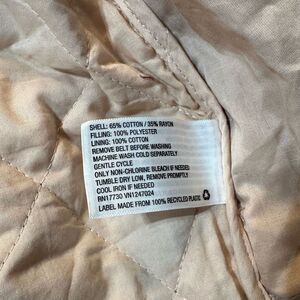 SHELL: 65% COTTON / 35% RAYON
FILLING: 100% POLYESTER
LINING: 100% COTTON
REMOVE BELT BEFORE WASHING
MACHINE WASH COLD SEPARATELY
GENTLE CYCLE
ONLY NON-CHLORINE BLEACH IF NEEDED
TUMBLE DRY LOW, REMOVE PROMPTLY
COOL IRON IF NEEDED
RN17730 VN1247024
LABEL MADE FROM 100% RECYCLED PLASTIC